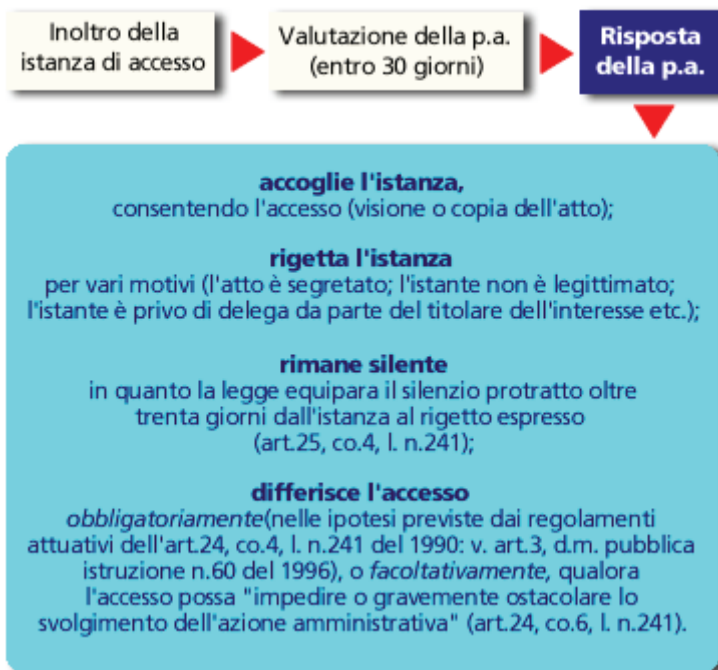 Inoltro della
istanza di accesso
Valutazione della p.a.
(entro 30 giorni)
Risposta
della p.a.
accoglie l'istanza,
consentendo l'accesso (visione o copia dell'atto);
rigetta l'istanza
per vari motivi (l'atto è segretato; l'istante non è legittimato;
l'istante è privo di delega da parte del titolare dell'interesse etc.);
rimane silente
in quanto la legge equipara il silenzio protratto oltre
trenta giorni dall'istanza al rigetto espresso
(art.25, co.4, l. n.241);
differisce l'accesso
obbligatoriamente(nelle ipotesi previste dai regolamenti
attuativi dell'art.24, co.4, l. n.241 del 1990: v. art.3, d.m. pubblica
istruzione n.60 del 1996), o facoltativamente, qualora
l'accesso possa "impedire o gravemente ostacolare lo
svolgimento dell'azione amministrativa" (art.24, co.6, l. n.241).